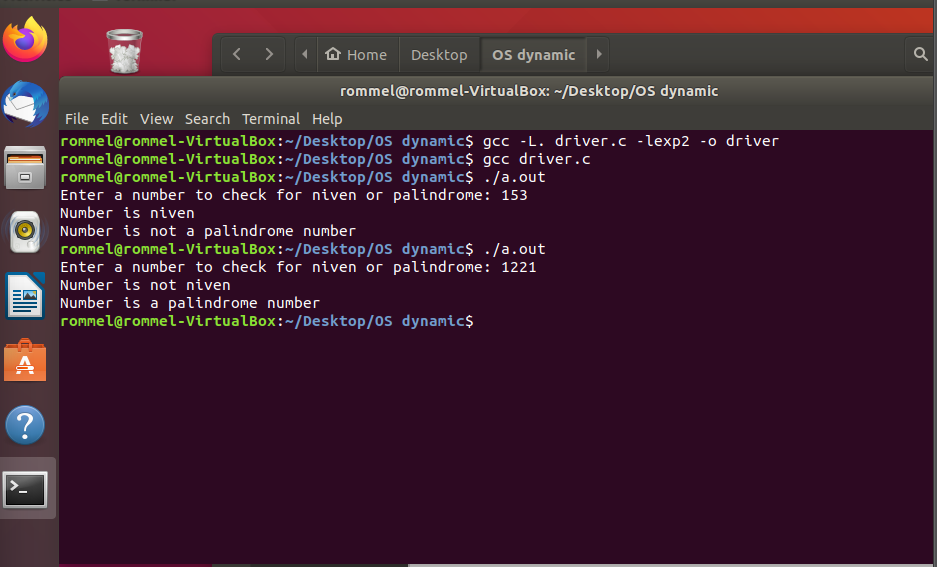 Home Desktop OS dynamic
rommel@rommel-VirtualBox: ~/Desktop/OS dynamic
File Edit View Search Terminal Help
rommel@rommel-VirtualBox:~/Desktop/OS dynamic$ gcc -L. driver.c -lexp2 -o driver
rommel@rommel-VirtualBox:~/Desktop/OS dynamic$ gcc driver.c
rommel@rommel-VirtualBox:~/Desktop/OS dynamic$ ./a.out
Enter a number to check for niven or palindrome: 153
Number is niven
Number is not a palindrome number
rommel@rommel-VirtualBox:~/Desktop/OS dynamic$ ./a.out
Enter a number to check for niven or palindrome: 1221
Number is not niven
Number is a palindrome number
rommel@rommel-VirtualBox:~/Desktop/OS dynamic$